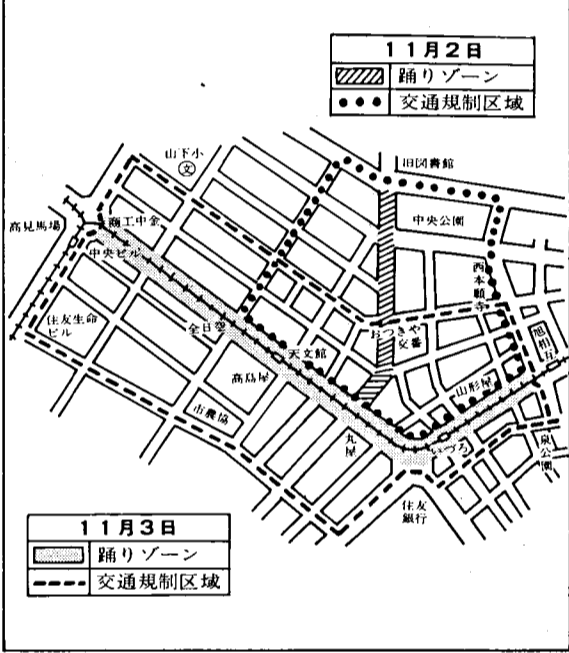 11月2日
踊りゾーン
交通規制区域
山下小
文
旧図書館
中央公園
高見馬場
商工中金
中央ビル
西本願寺
住友生命
ビル
全日空
おつきや
交番
旭相互
天文館
高島屋
山形屋
市農協
丸屋
いづろ
泉公園
住友
銀行
11月3日
踊りゾーン
交通規制区域